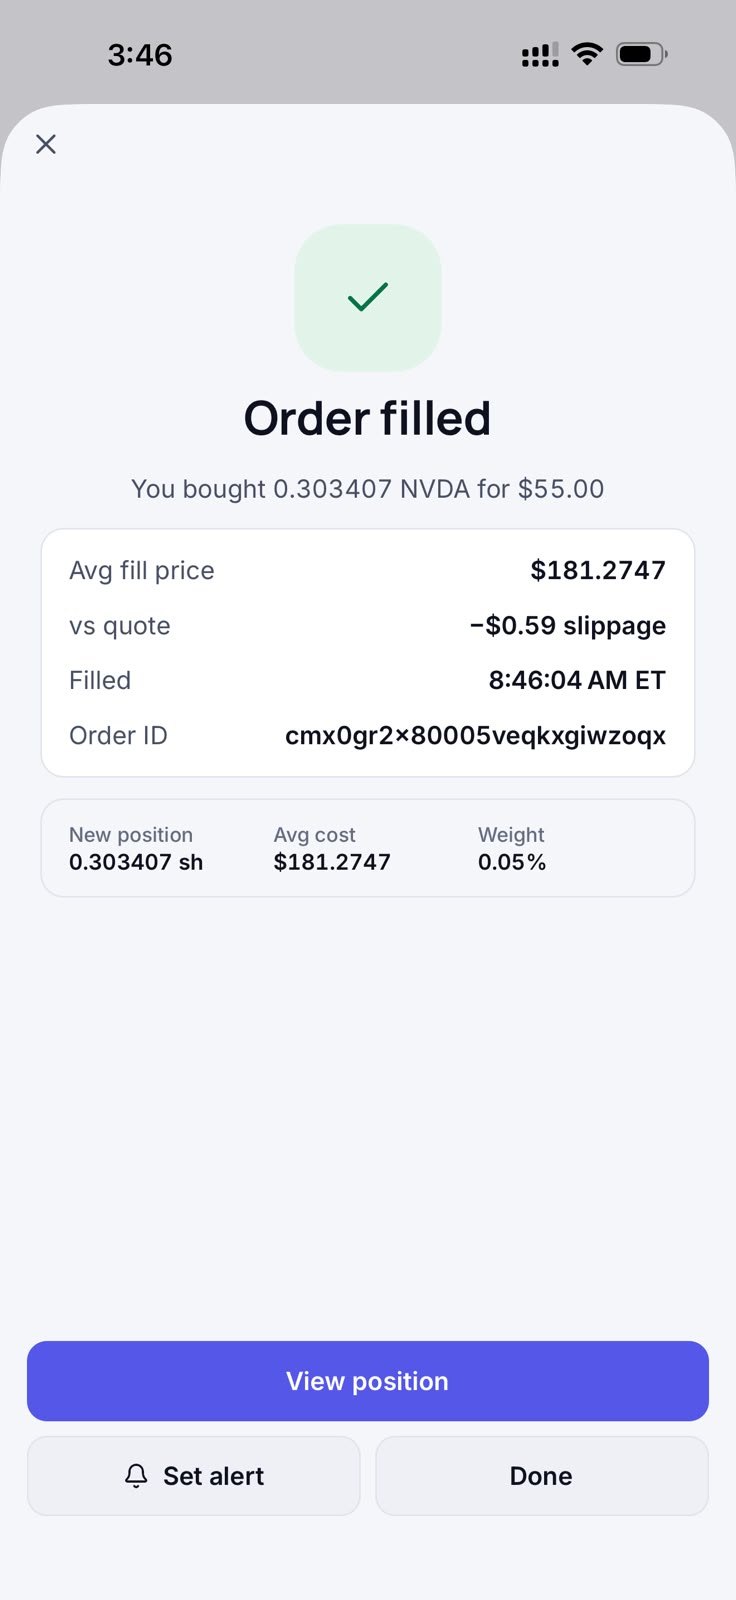 3:46
Order filled
You bought 0.303407 NVDA for $55.00
Avg fill price $181.2747
vs quote −$0.59 slippage
Filled 8:46:04 AM ET
Order ID cmx0gr2×80005veqkxgiwzoqx
New position Avg cost Weight
0.303407 sh $181.2747 0.05%
View position
Set alert Done